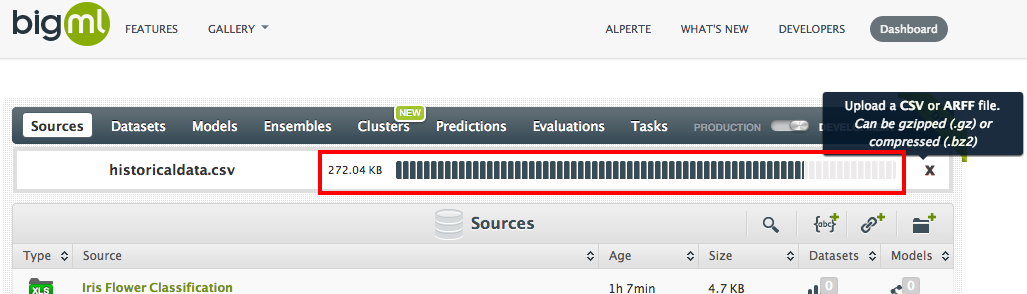 bigml FEATURES GALLERY ALPERTE WHAT'S NEW DEVELOPERS Dashboard
Upload a CSV or ARFF file.
Can be gzipped (.gz) or
compressed (.bz2)
NEW
Sources Datasets Models Ensembles Clusters Predictions Evaluations Tasks PRODUCTION
historicaldata.csv 272.04 KB x
Sources {abc}
Type Source Age Size Datasets Models
XLS Iris Flower Classification 1h 7min 4.7 KB 0 0